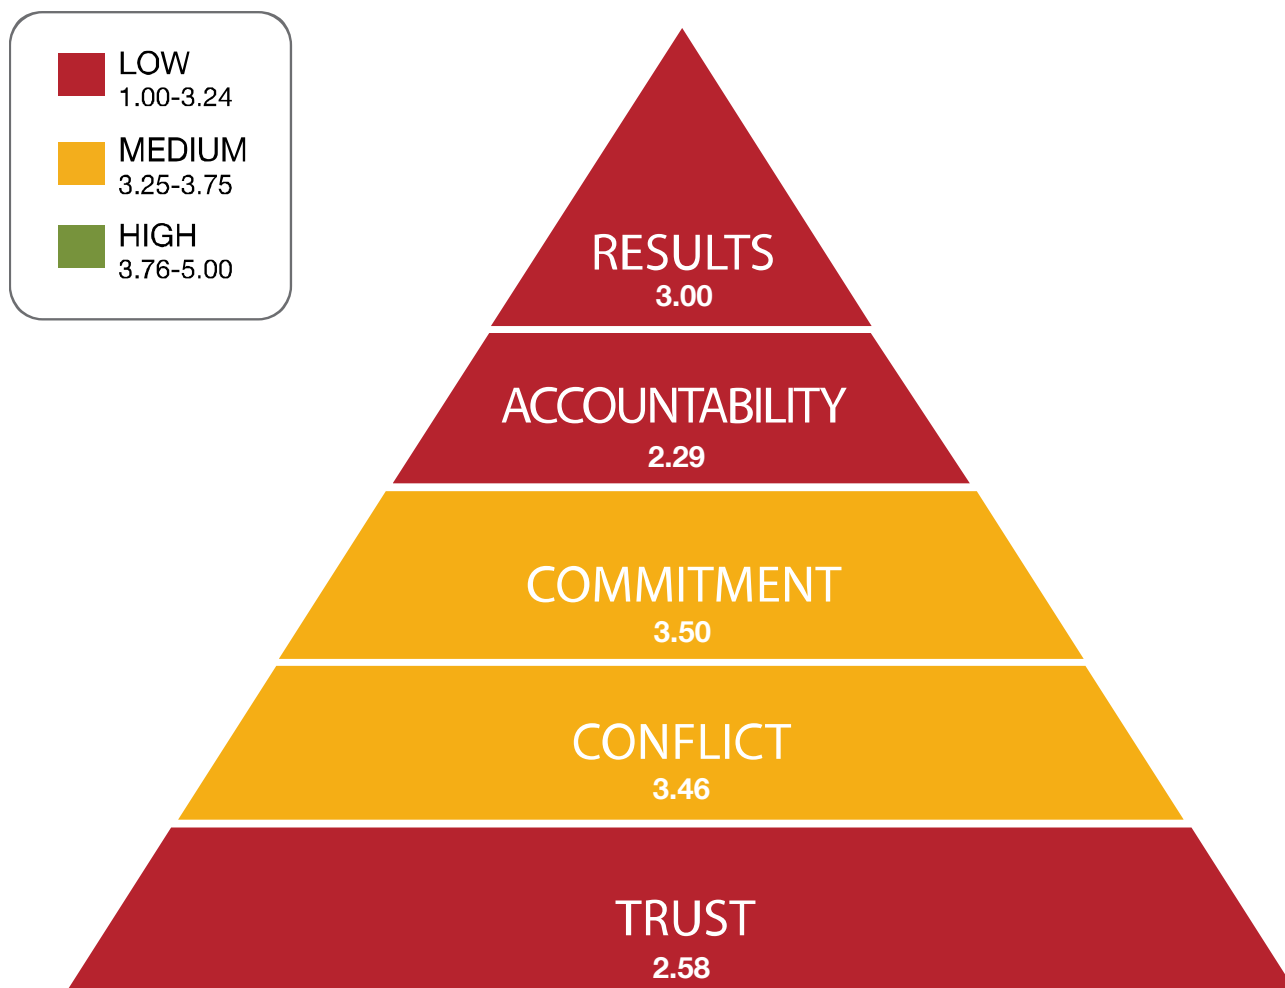 LOW
1.00-3.24
MEDIUM
3.25-3.75
HIGH
3.76-5.00
RESULTS
3.00
ACCOUNTABILITY
2.29
COMMITMENT
3.50
CONFLICT
3.46
TRUST
2.58